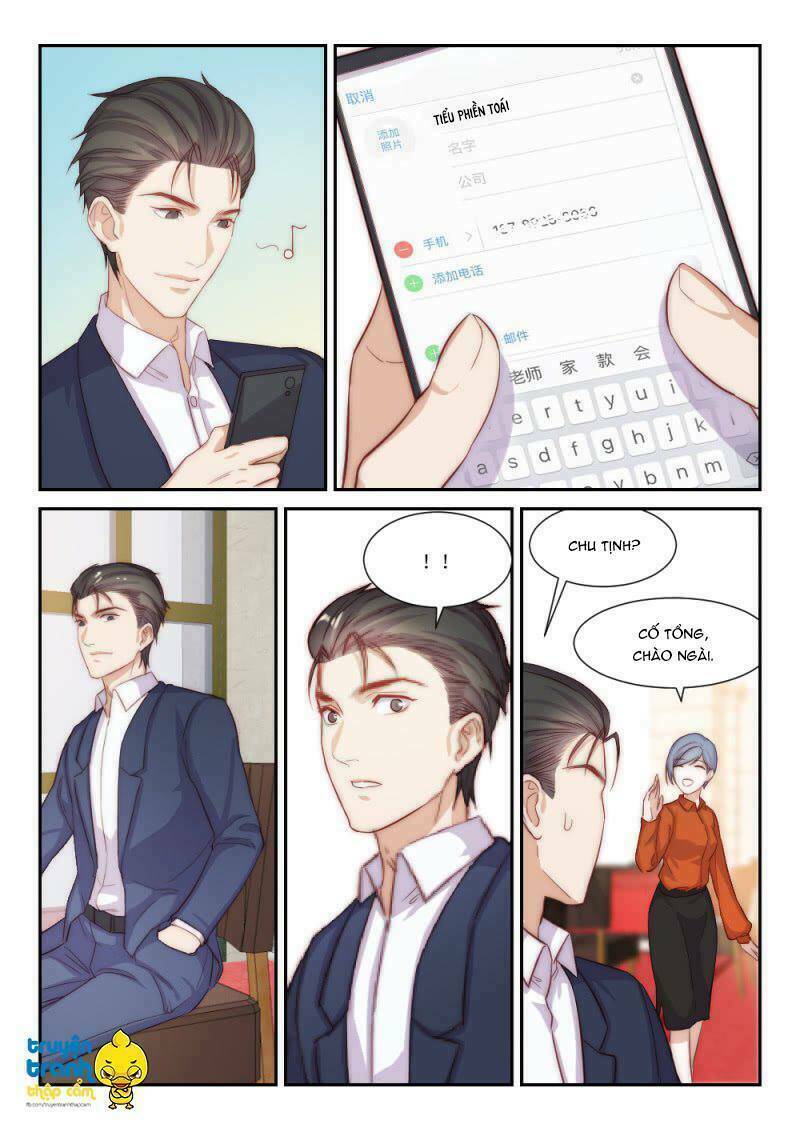 取消
TIỂU PHIỀN TOÁI
添加
照片
名字
公司
手机
添加电话
邮件
老师 家 款 会
e r t y u i
a s d f g h j k l
v b n m
! !
CHU TỊNH?
CỐ TỔNG,
CHÀO NGÀI.
truyện
tranh
thập cẩm